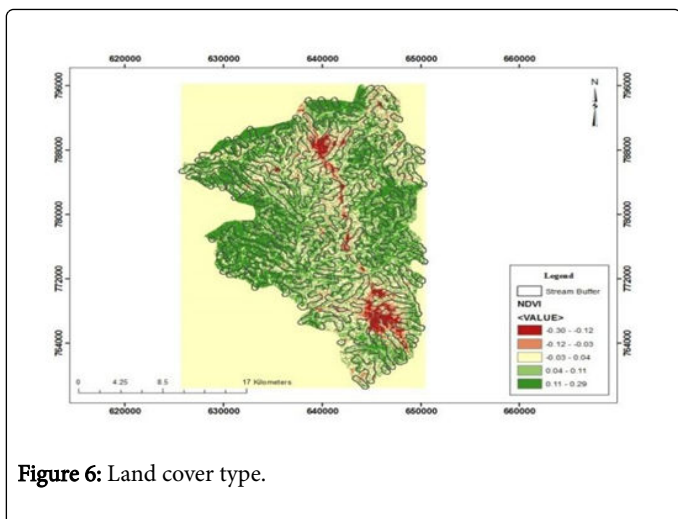 620000 630000 640000 650000 660000
796000 796000
788000 788000
780000 780000
772000 772000
764000 764000
N
Legend
Stream Buffer
NDVI
<VALUE>
-0.30 - -0.12
-0.12 - -0.03
-0.03 - 0.04
0.04 - 0.11
0.11 - 0.29
0 4.25 8.5 17 Kilometers
620000 630000 640000 650000 660000
Figure 6: Land cover type.